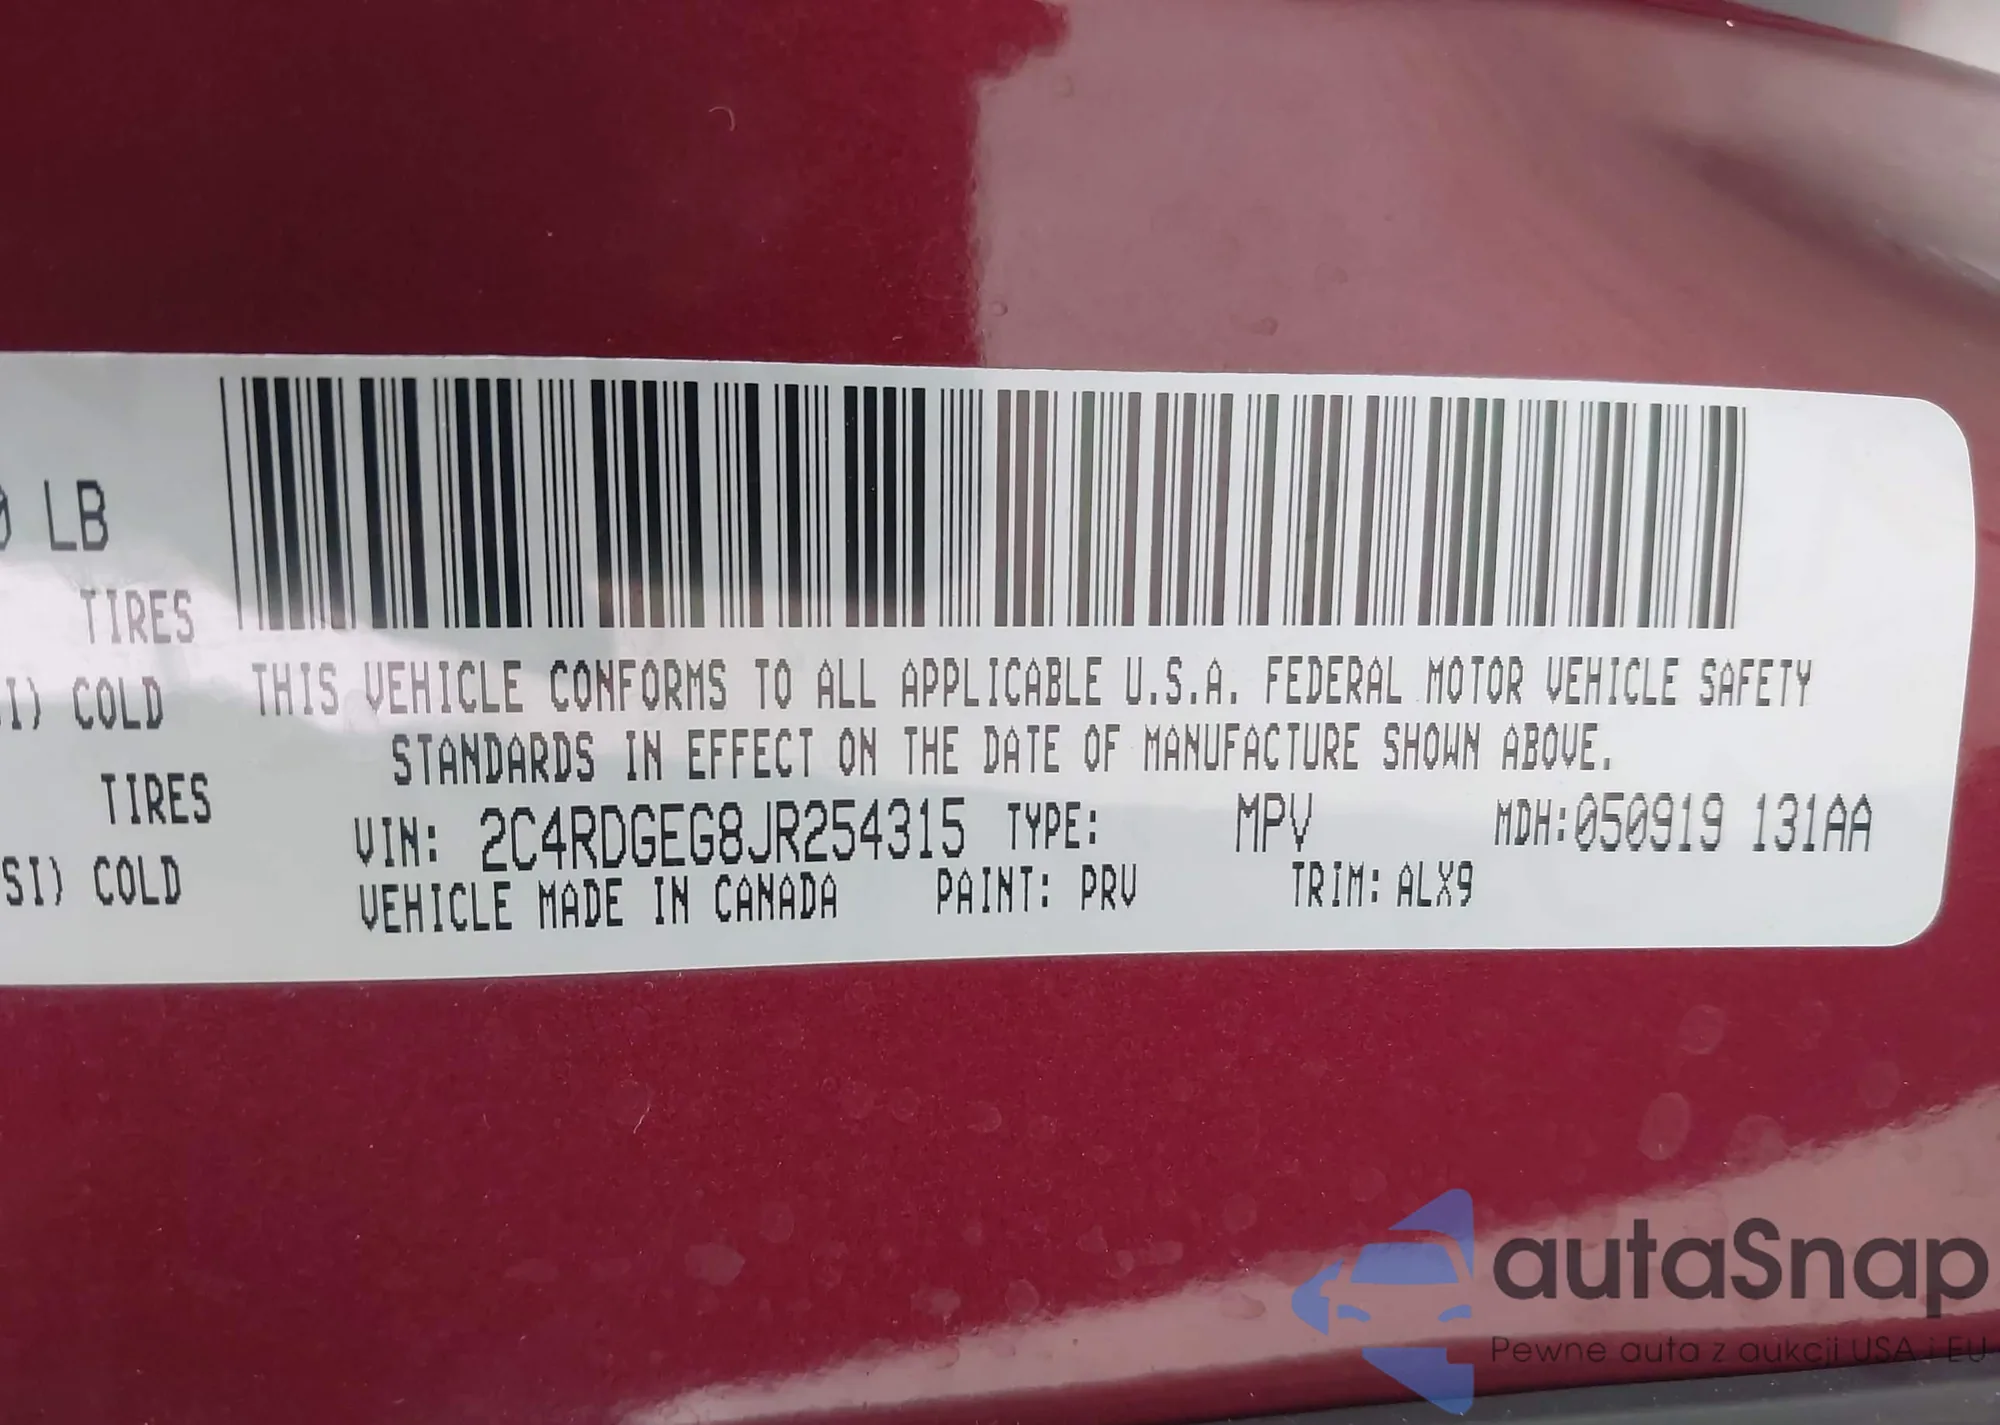 0 LB
TIRES
SI) COLD
TIRES
SI) COLD
THIS VEHICLE CONFORMS TO ALL APPLICABLE U.S.A. FEDERAL MOTOR VEHICLE SAFETY
STANDARDS IN EFFECT ON THE DATE OF MANUFACTURE SHOWN ABOVE.
VIN: 2C4RDGEG8JR254315 TYPE: MPV MDH:050919 131AA
VEHICLE MADE IN CANADA PAINT: PRV TRIM: ALX9
autaSnap
Pewne auta z aukcji USA i EU